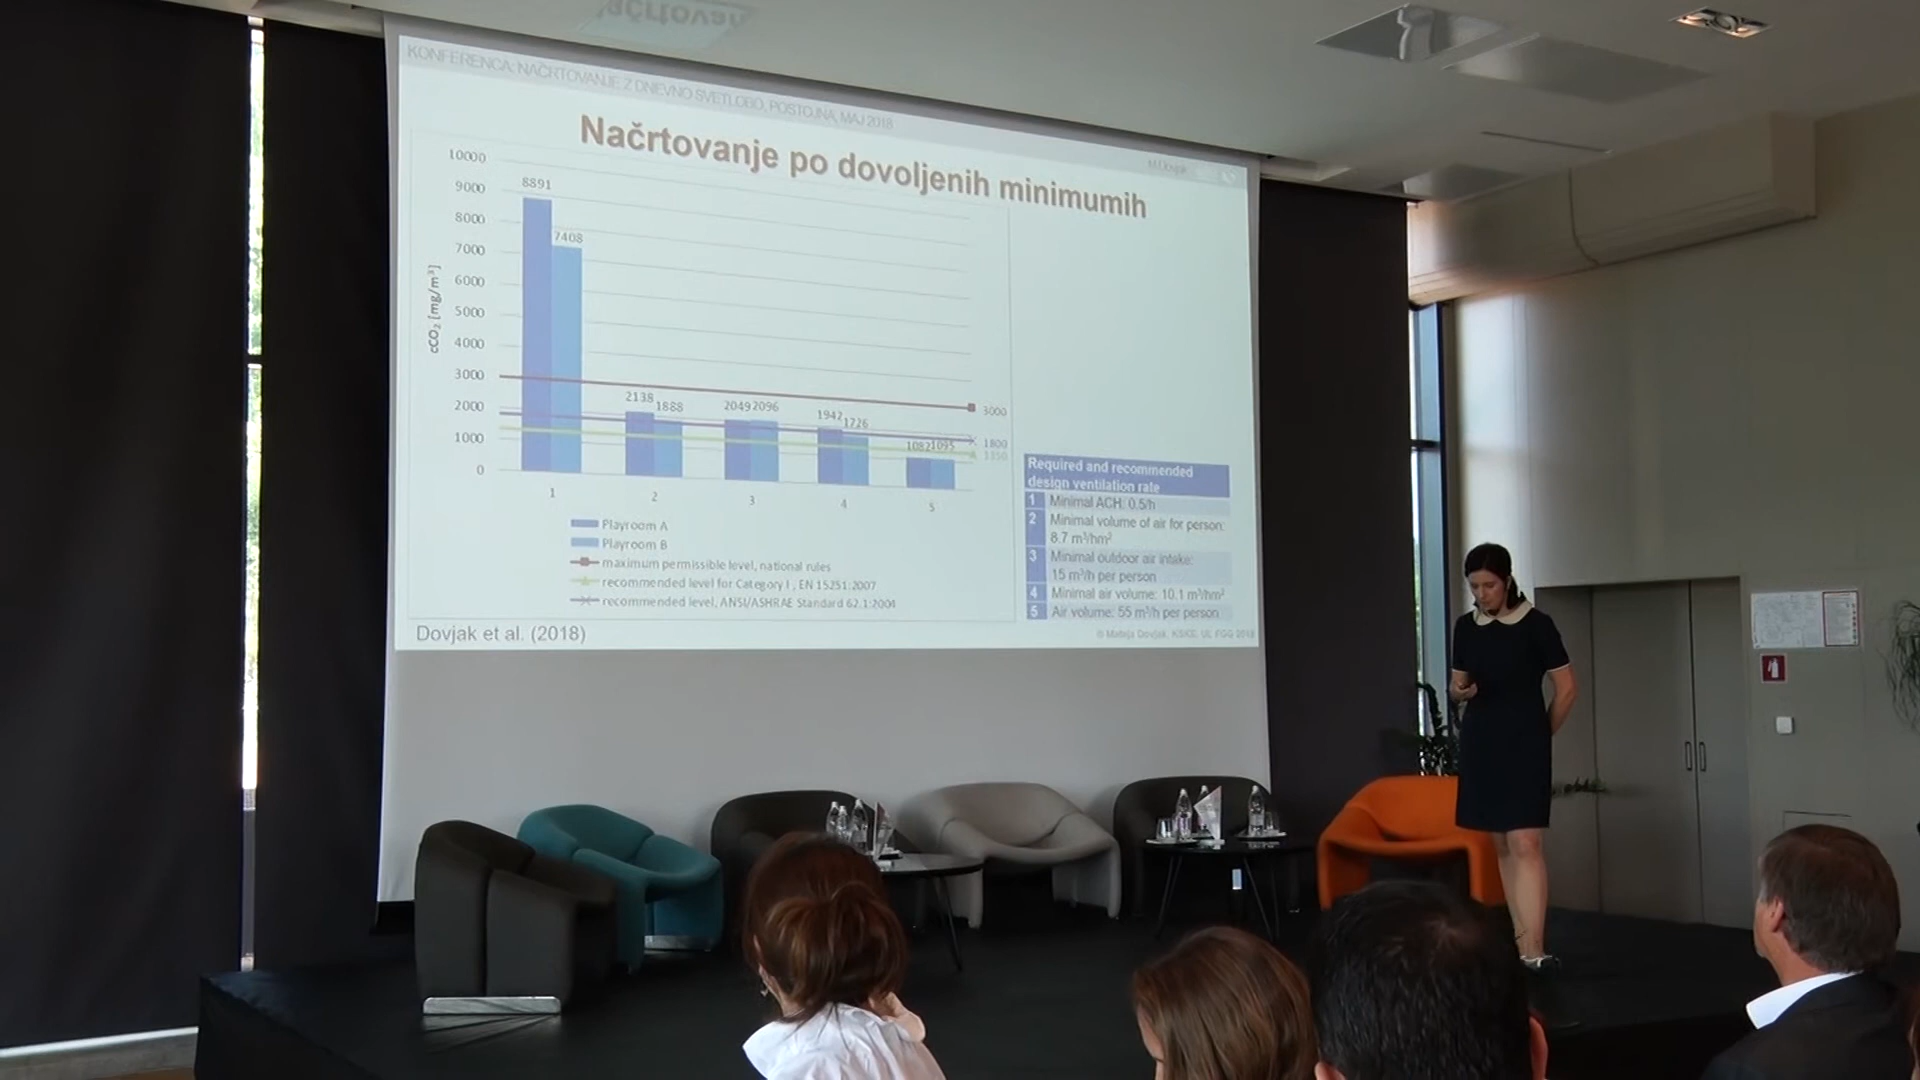 KONFERENCA: NAČRTOVANJE Z DNEVNO SVETLOBO, POSTOJNA, MAJ 2018
Načrtovanje po dovoljenih minimumih
10000
9000
8000
7000
6000
5000
4000
3000
2000
1000
0
cCO₂ [mg/m³]
8891
7408
2138
1888
2049 2096
1942
1726
1082 1095
3000
1800
1350
1 2 3 4 5
Playroom A
Playroom B
maximum permissible level, national rules
recommended level for Category I, EN 15251:2007
recommended level, ANSI/ASHRAE Standard 62.1:2004
Required and recommended
design ventilation rate
1 Minimal ACH: 0.5/h
2 Minimal volume of air for person:
8.7 m³/hm²
3 Minimal outdoor air intake:
15 m³/h per person
4 Minimal air volume: 10.1 m³/hm²
5 Air volume: 55 m³/h per person
Dovjak et al. (2018)
© Mateja Dovjak, KSKE, UL FGG 2018